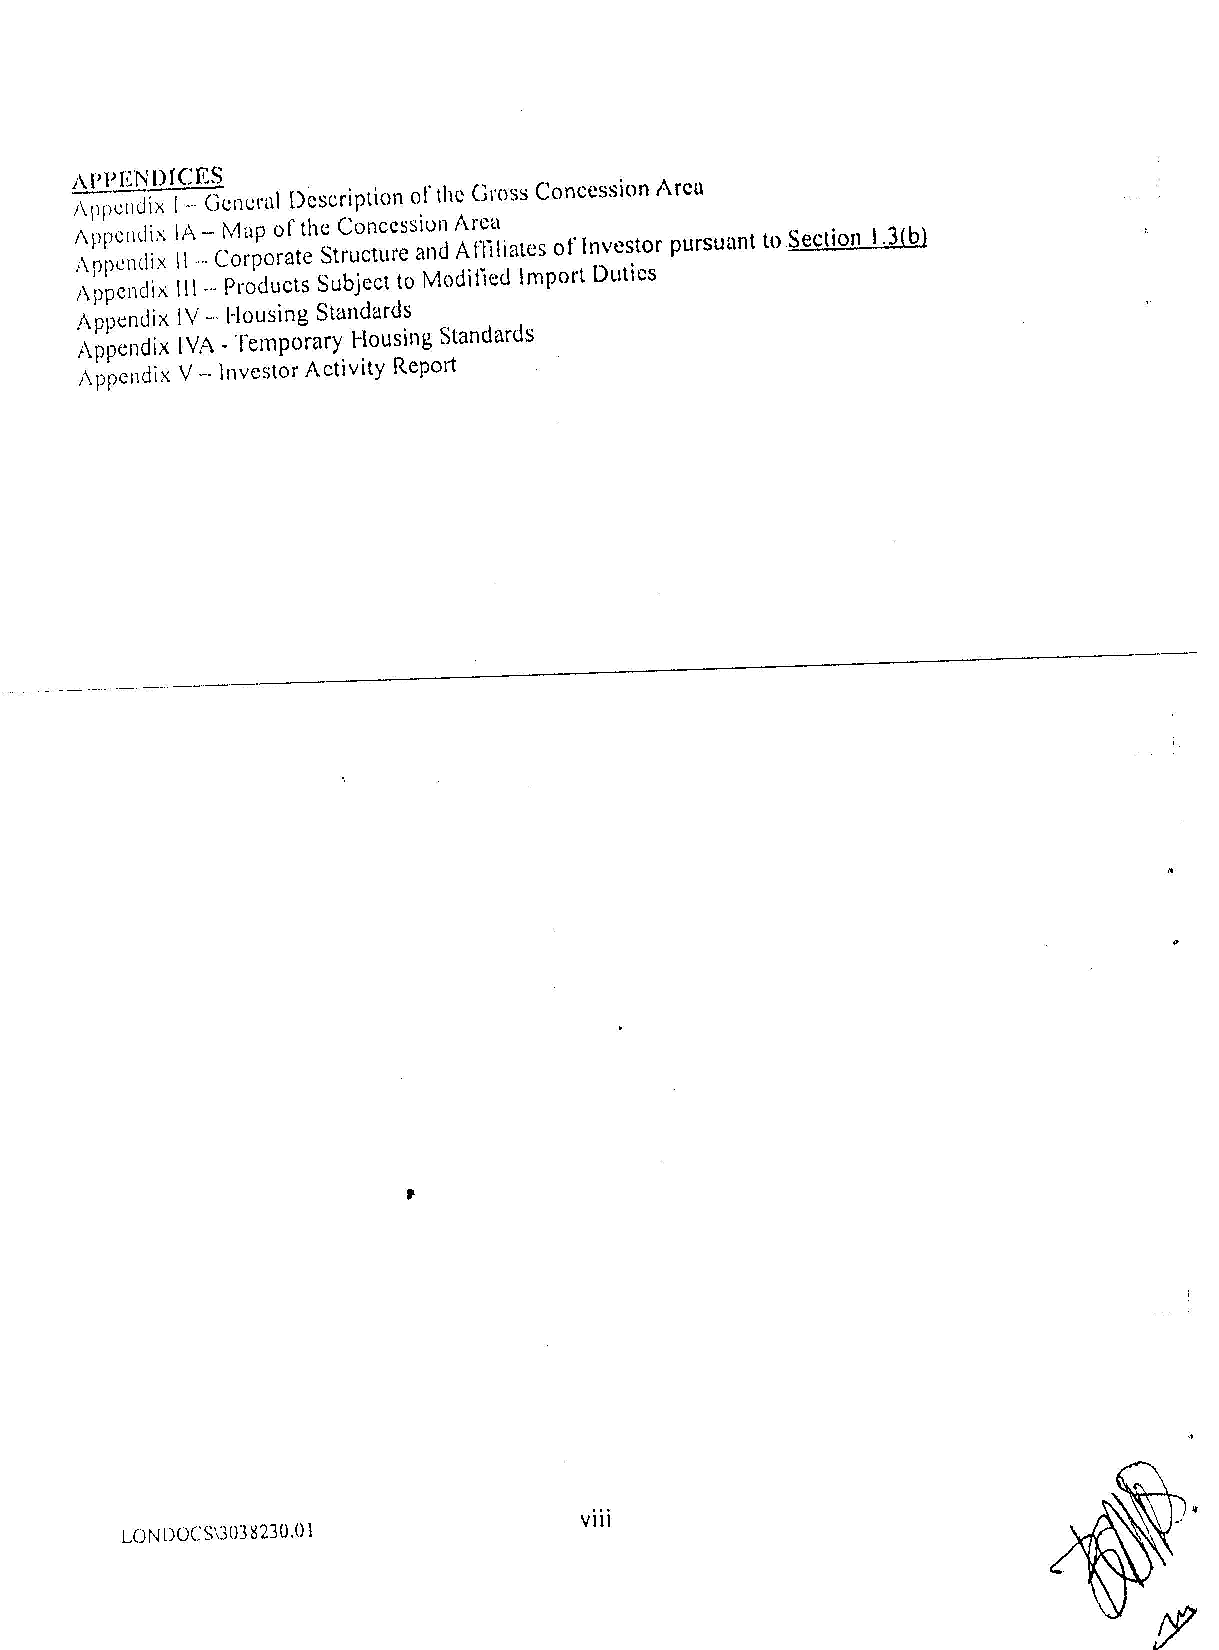 APPENDICES
Appendix I – General Description of the Gross Concession Area
Appendix IA – Map of the Concession Area
Appendix II – Corporate Structure and Affiliates of Investor pursuant to Section 1.3(b)
Appendix III – Products Subject to Modified Import Duties
Appendix IV – Housing Standards
Appendix IVA - Temporary Housing Standards
Appendix V – Investor Activity Report
LONDOCS\3038230.01
viii